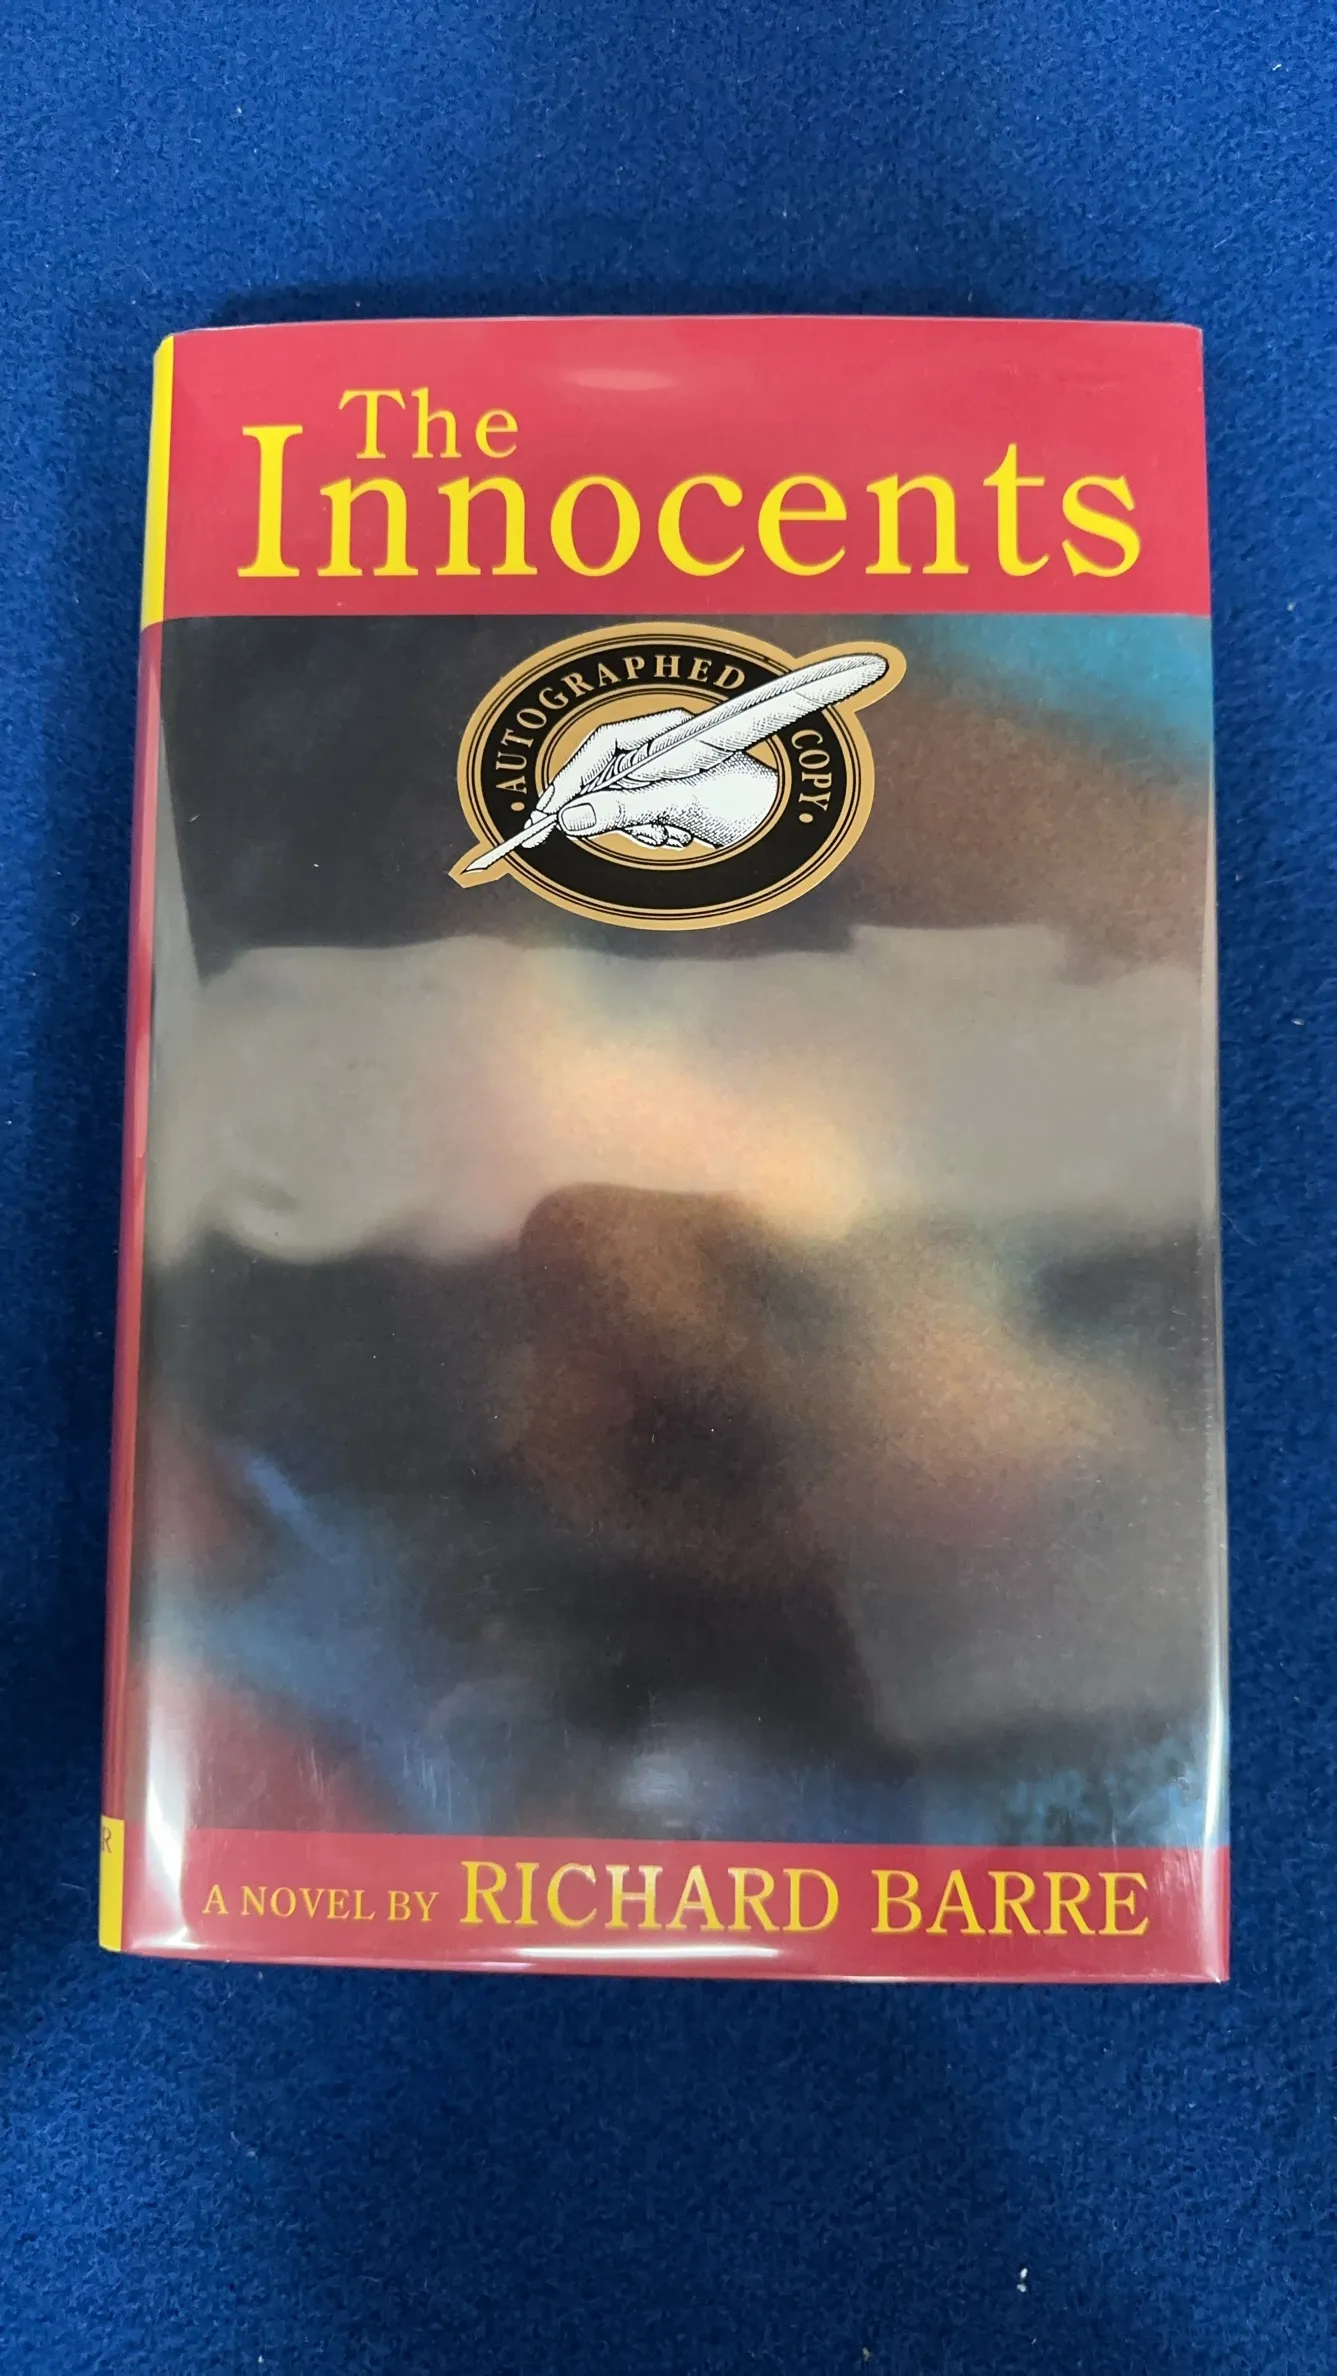 The
Innocents
• AUTOGRAPHED COPY •
A NOVEL BY RICHARD BARRE
R